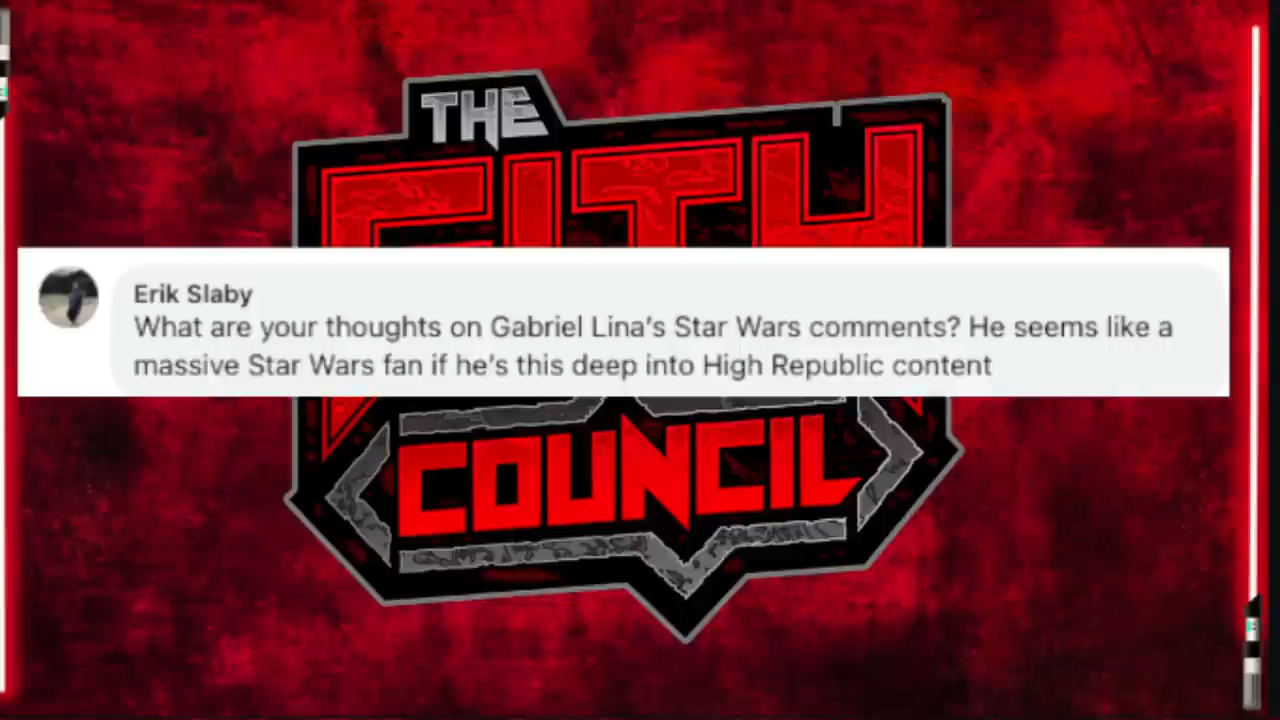 THE
SITH
Erik Slaby
What are your thoughts on Gabriel Lina's Star Wars comments? He seems like a
massive Star Wars fan if he's this deep into High Republic content
COUNCIL